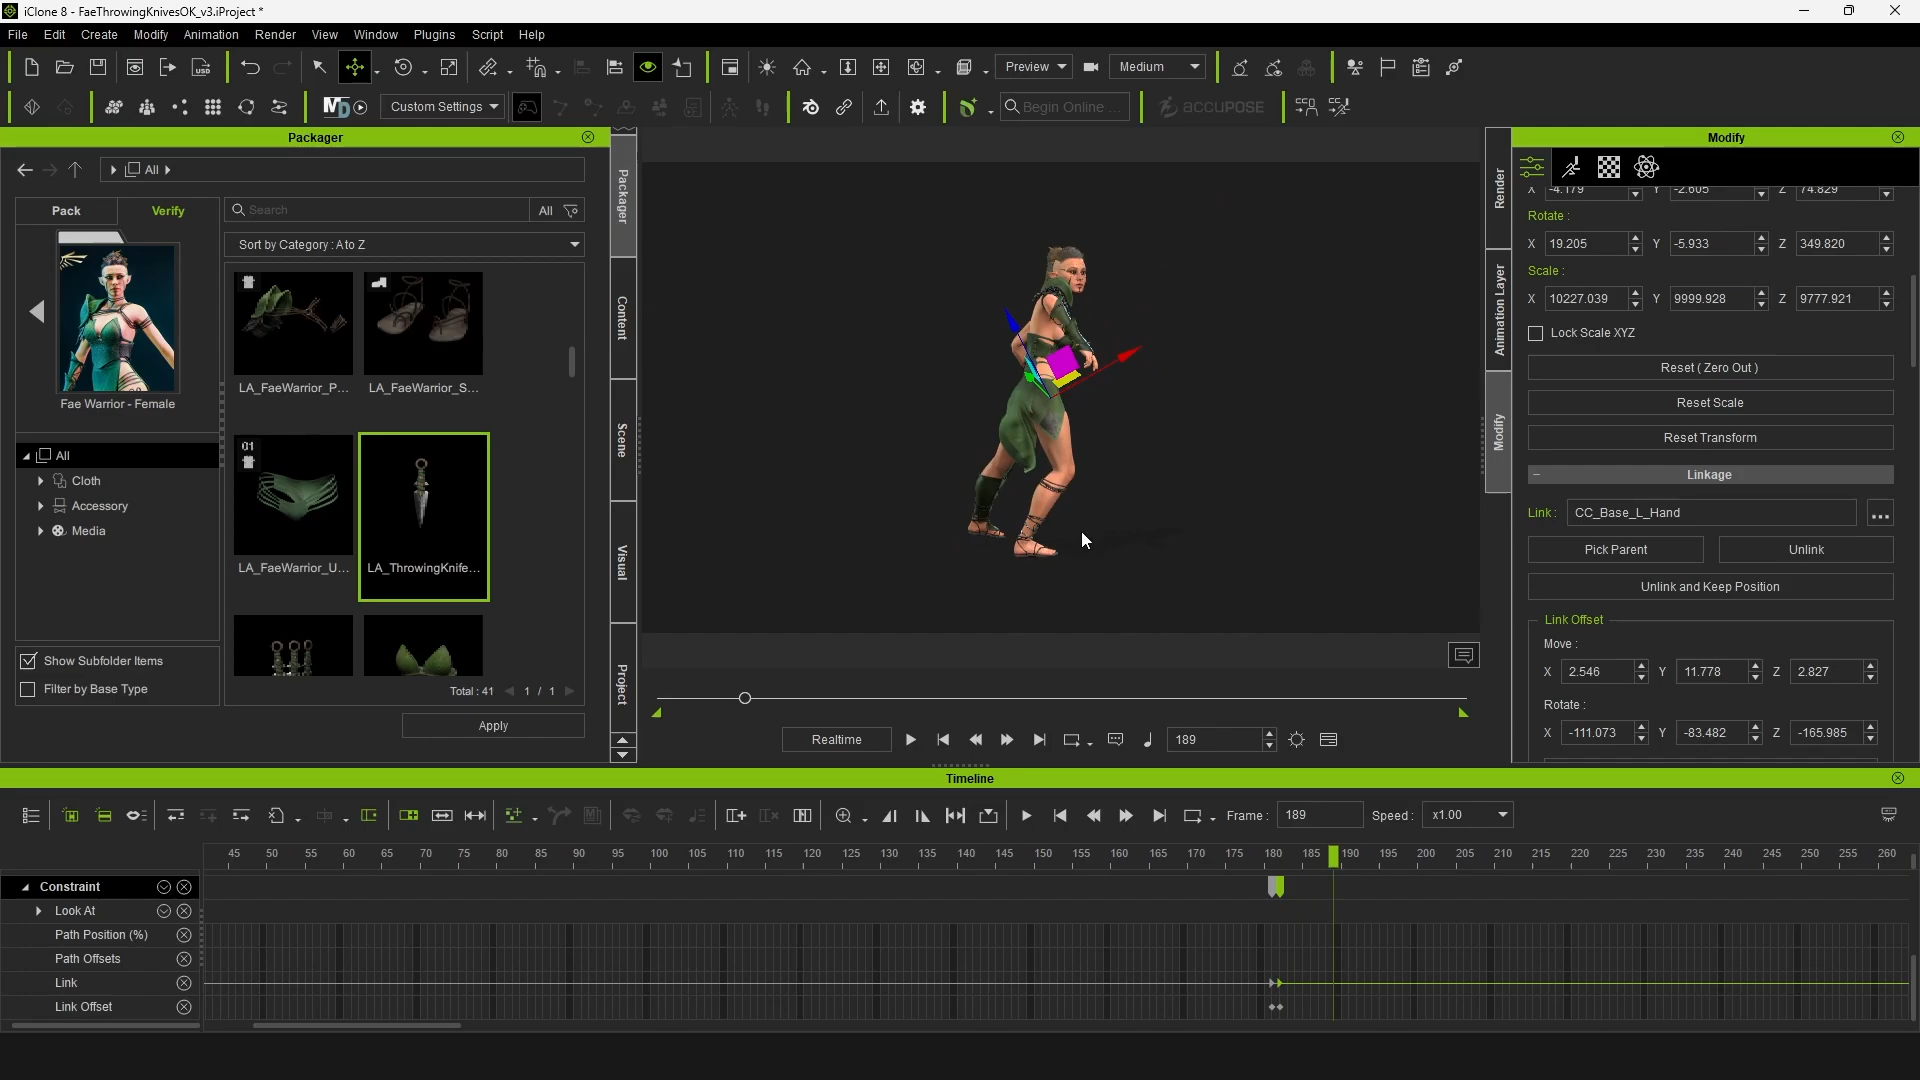 iClone 8 - FaeThrowingKnivesOK_v3.iProject *
File Edit Create Modify Animation Render View Window Plugins Script Help
Preview Medium
Custom Settings Begin Online ... ACCUPOSE
Packager
All
Pack Verify
Search All
Sort by Category : A to Z
Fae Warrior - Female
LA_FaeWarrior_P... LA_FaeWarrior_S...
All
Cloth
Accessory
Media
01
LA_FaeWarrior_U... LA_ThrowingKnife...
Show Subfolder Items
Filter by Base Type
Total : 41 1 / 1
Apply
Packager
Content
Scene
Visual
Project
Render
Animation Layer
Modify
Modify
X -4.179 Y -2.605 Z 74.829
Rotate :
X 19.205 Y -5.933 Z 349.820
Scale :
X 10227.039 Y 9999.928 Z 9777.921
Lock Scale XYZ
Reset ( Zero Out )
Reset Scale
Reset Transform
Linkage
Link : CC_Base_L_Hand ...
Pick Parent Unlink
Unlink and Keep Position
Link Offset
Move :
X 2.546 Y 11.778 Z 2.827
Rotate :
X -111.073 Y -83.482 Z -165.985
Realtime 189
Timeline
Frame : 189 Speed : x1.00
45 50 55 60 65 70 75 80 85 90 95 100 105 110 115 120 125 130 135 140 145 150 155 160 165 170 175 180 185 190 195 200 205 210 215 220 225 230 235 240 245 250 255 260
Constraint
Look At
Path Position (%)
Path Offsets
Link
Link Offset